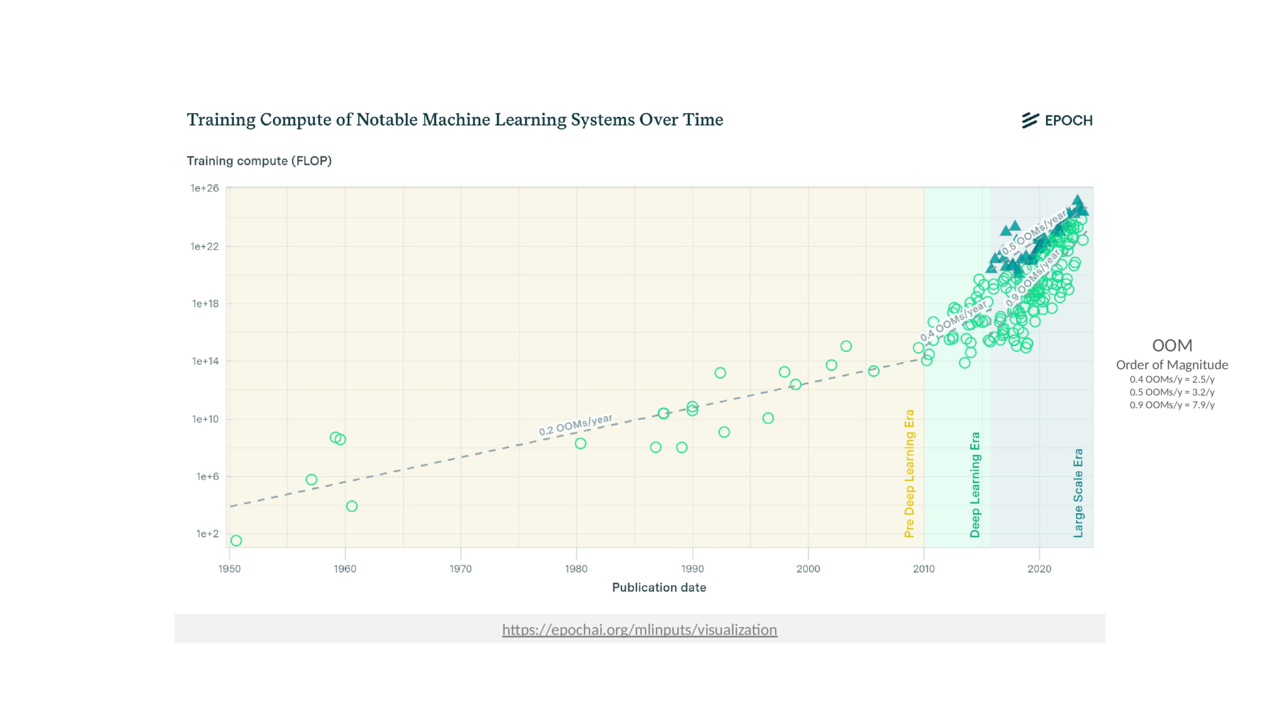 Training Compute of Notable Machine Learning Systems Over Time
EPOCH
Training compute (FLOP)
1e+26
1e+22
1e+18
1e+14
1e+10
1e+6
1e+2
0.2 OOMs/year
0.4 OOMs/year
0.5 OOMs/year
0.9 OOMs/year
Pre Deep Learning Era
Deep Learning Era
Large Scale Era
1950
1960
1970
1980
1990
2000
2010
2020
Publication date
OOM
Order of Magnitude
0.4 OOMs/y = 2.5/y
0.5 OOMs/y = 3.2/y
0.9 OOMs/y = 7.9/y
https://epochai.org/mlinputs/visualization